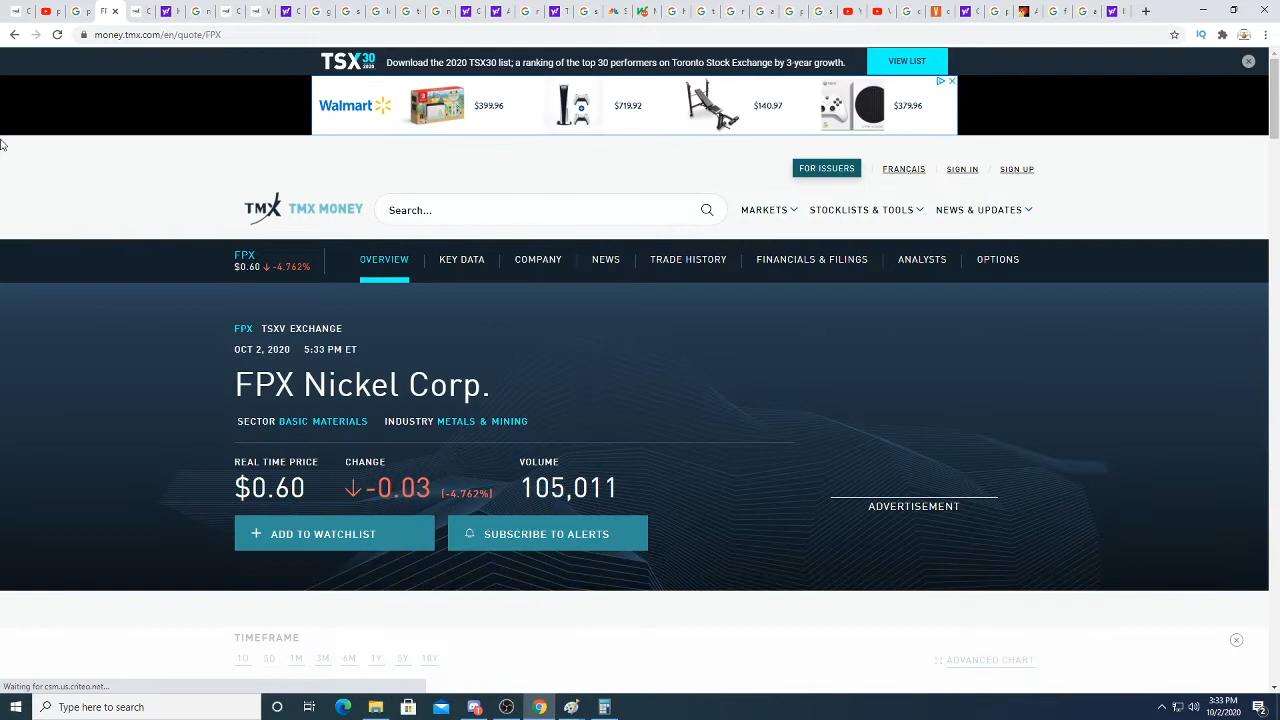 FPX
money.tmx.com/en/quote/FPX
TSX30 2020 Download the 2020 TSX30 list; a ranking of the top 30 performers on Toronto Stock Exchange by 3-year growth. VIEW LIST
Walmart $399.96 $719.92 $140.97 $379.96
FOR ISSUERS FRANÇAIS SIGN IN SIGN UP
TMX TMX MONEY Search... MARKETS STOCKLISTS & TOOLS NEWS & UPDATES
FPX
$0.60 -4.762%
OVERVIEW KEY DATA COMPANY NEWS TRADE HISTORY FINANCIALS & FILINGS ANALYSTS OPTIONS
FPX TSXV EXCHANGE
OCT 2, 2020 5:33 PM ET
FPX Nickel Corp.
SECTOR BASIC MATERIALS INDUSTRY METALS & MINING
REAL TIME PRICE CHANGE VOLUME
$0.60 -0.03 (-4.762%) 105,011
ADVERTISEMENT
+ ADD TO WATCHLIST SUBSCRIBE TO ALERTS
TIMEFRAME
1D 5D 1M 3M 6M 1Y 5Y 10Y ADVANCED CHART
Waiting for csm.us.criteo.net...
Type here to search
3:33 PM
10/2/2020